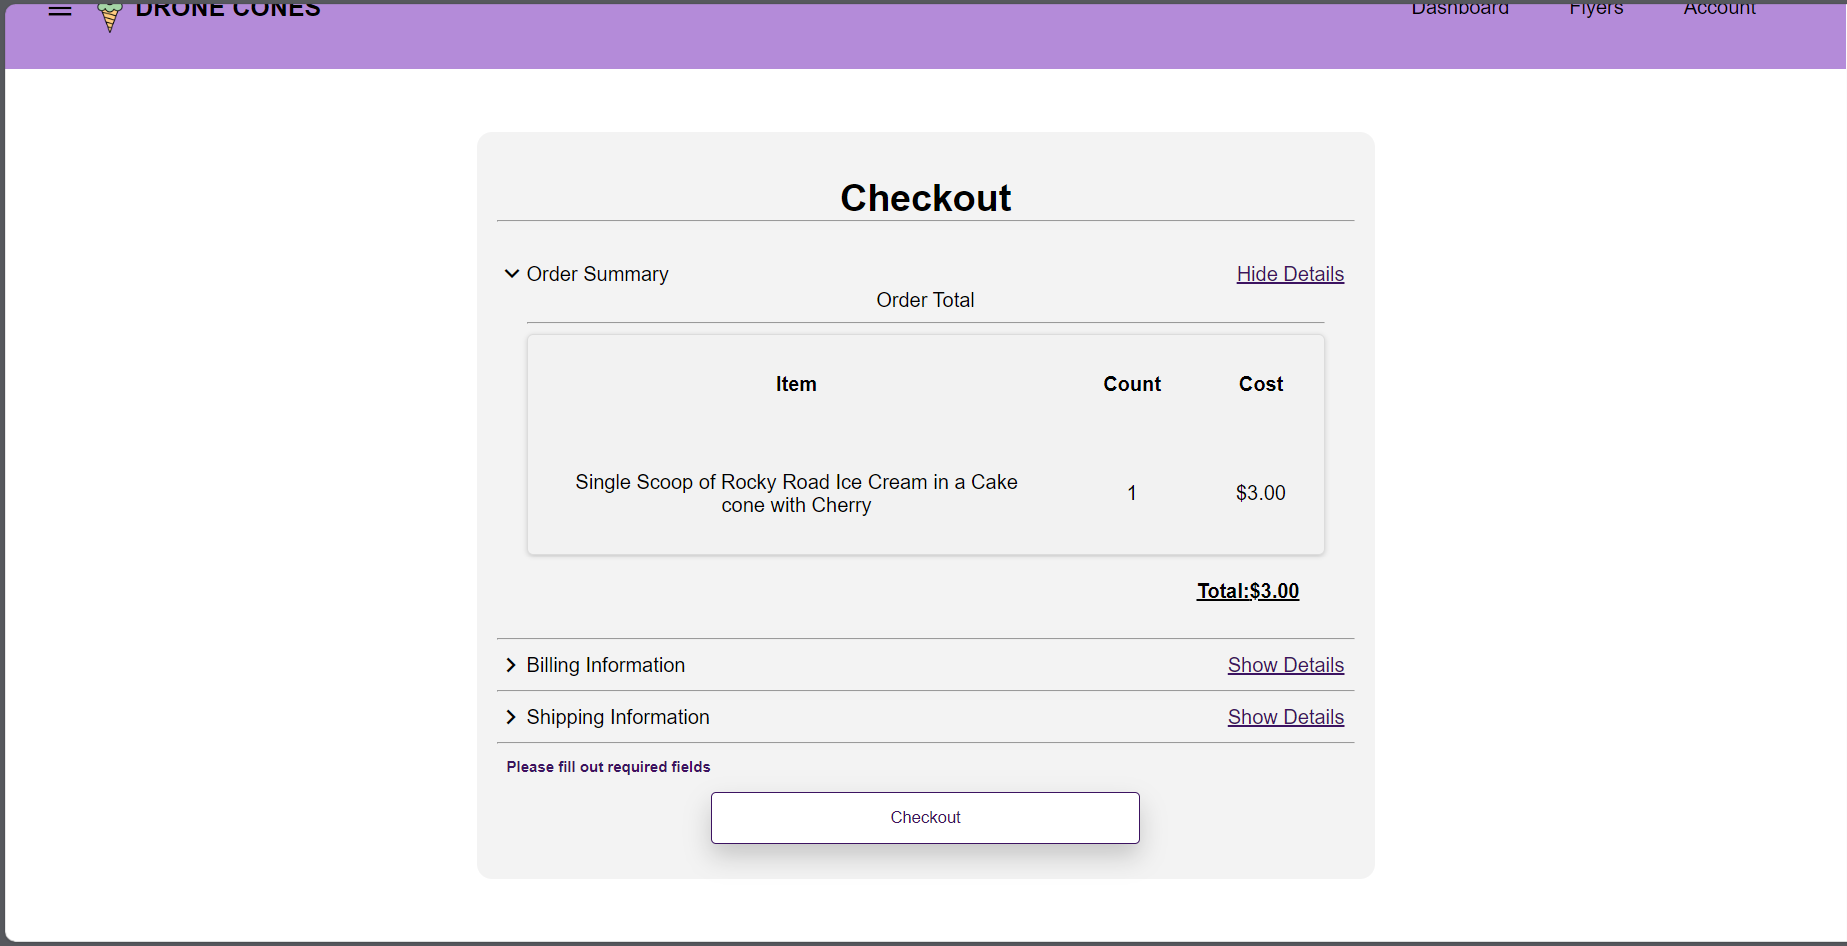 DRONE CONES
Dashboard Flyers Account
Checkout
Order Summary Hide Details
Order Total
Item Count Cost
Single Scoop of Rocky Road Ice Cream in a Cake
cone with Cherry 1 $3.00
Total:$3.00
Billing Information Show Details
Shipping Information Show Details
Please fill out required fields
Checkout